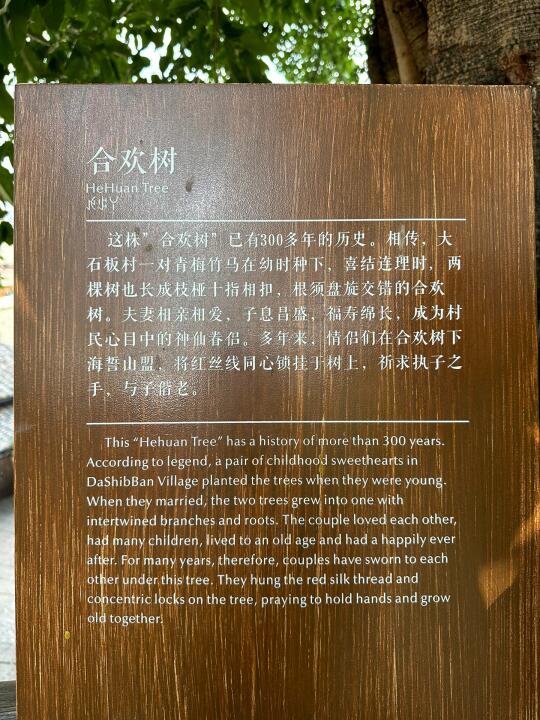 合欢树
HeHuan Tree
这株”合欢树”已有300多年的历史。相传，大
石板村一对青梅竹马在幼时种下，喜结连理时，两
棵树也长成枝桠十指相扣，根须盘旋交错的合欢
树。夫妻相亲相爱、子息昌盛，福寿绵长，成为村
民心目中的神仙眷侣。多年来，情侣们在合欢树下
海誓山盟，将红丝线同心锁挂于树上，祈求执子之
手，与子偕老。
This “Hehuan Tree” has a history of more than 300 years.
According to legend, a pair of childhood sweethearts in
DaShibBan Village planted the trees when they were young.
When they married, the two trees grew into one with
intertwined branches and roots. The couple loved each other,
had many children, lived to an old age and had a happily ever
after. For many years, therefore, couples have sworn to each
other under this tree. They hung the red silk thread and
concentric locks on the tree, praying to hold hands and grow
old together.